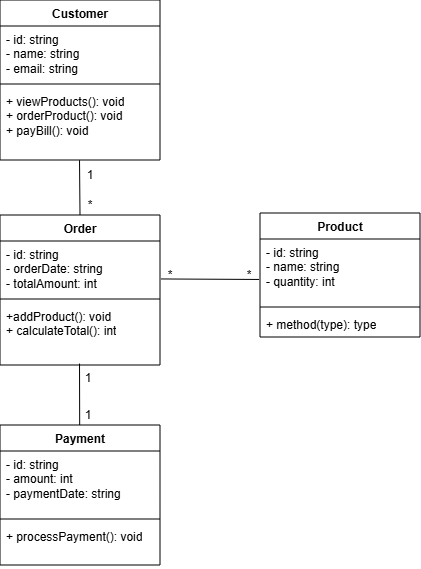 Customer
- id: string
- name: string
- email: string
+ viewProducts(): void
+ orderProduct(): void
+ payBill(): void
1
*
Order
- id: string
- orderDate: string
- totalAmount: int
+addProduct(): void
+ calculateTotal(): int
* *
Product
- id: string
- name: string
- quantity: int
+ method(type): type
1
1
Payment
- id: string
- amount: int
- paymentDate: string
+ processPayment(): void